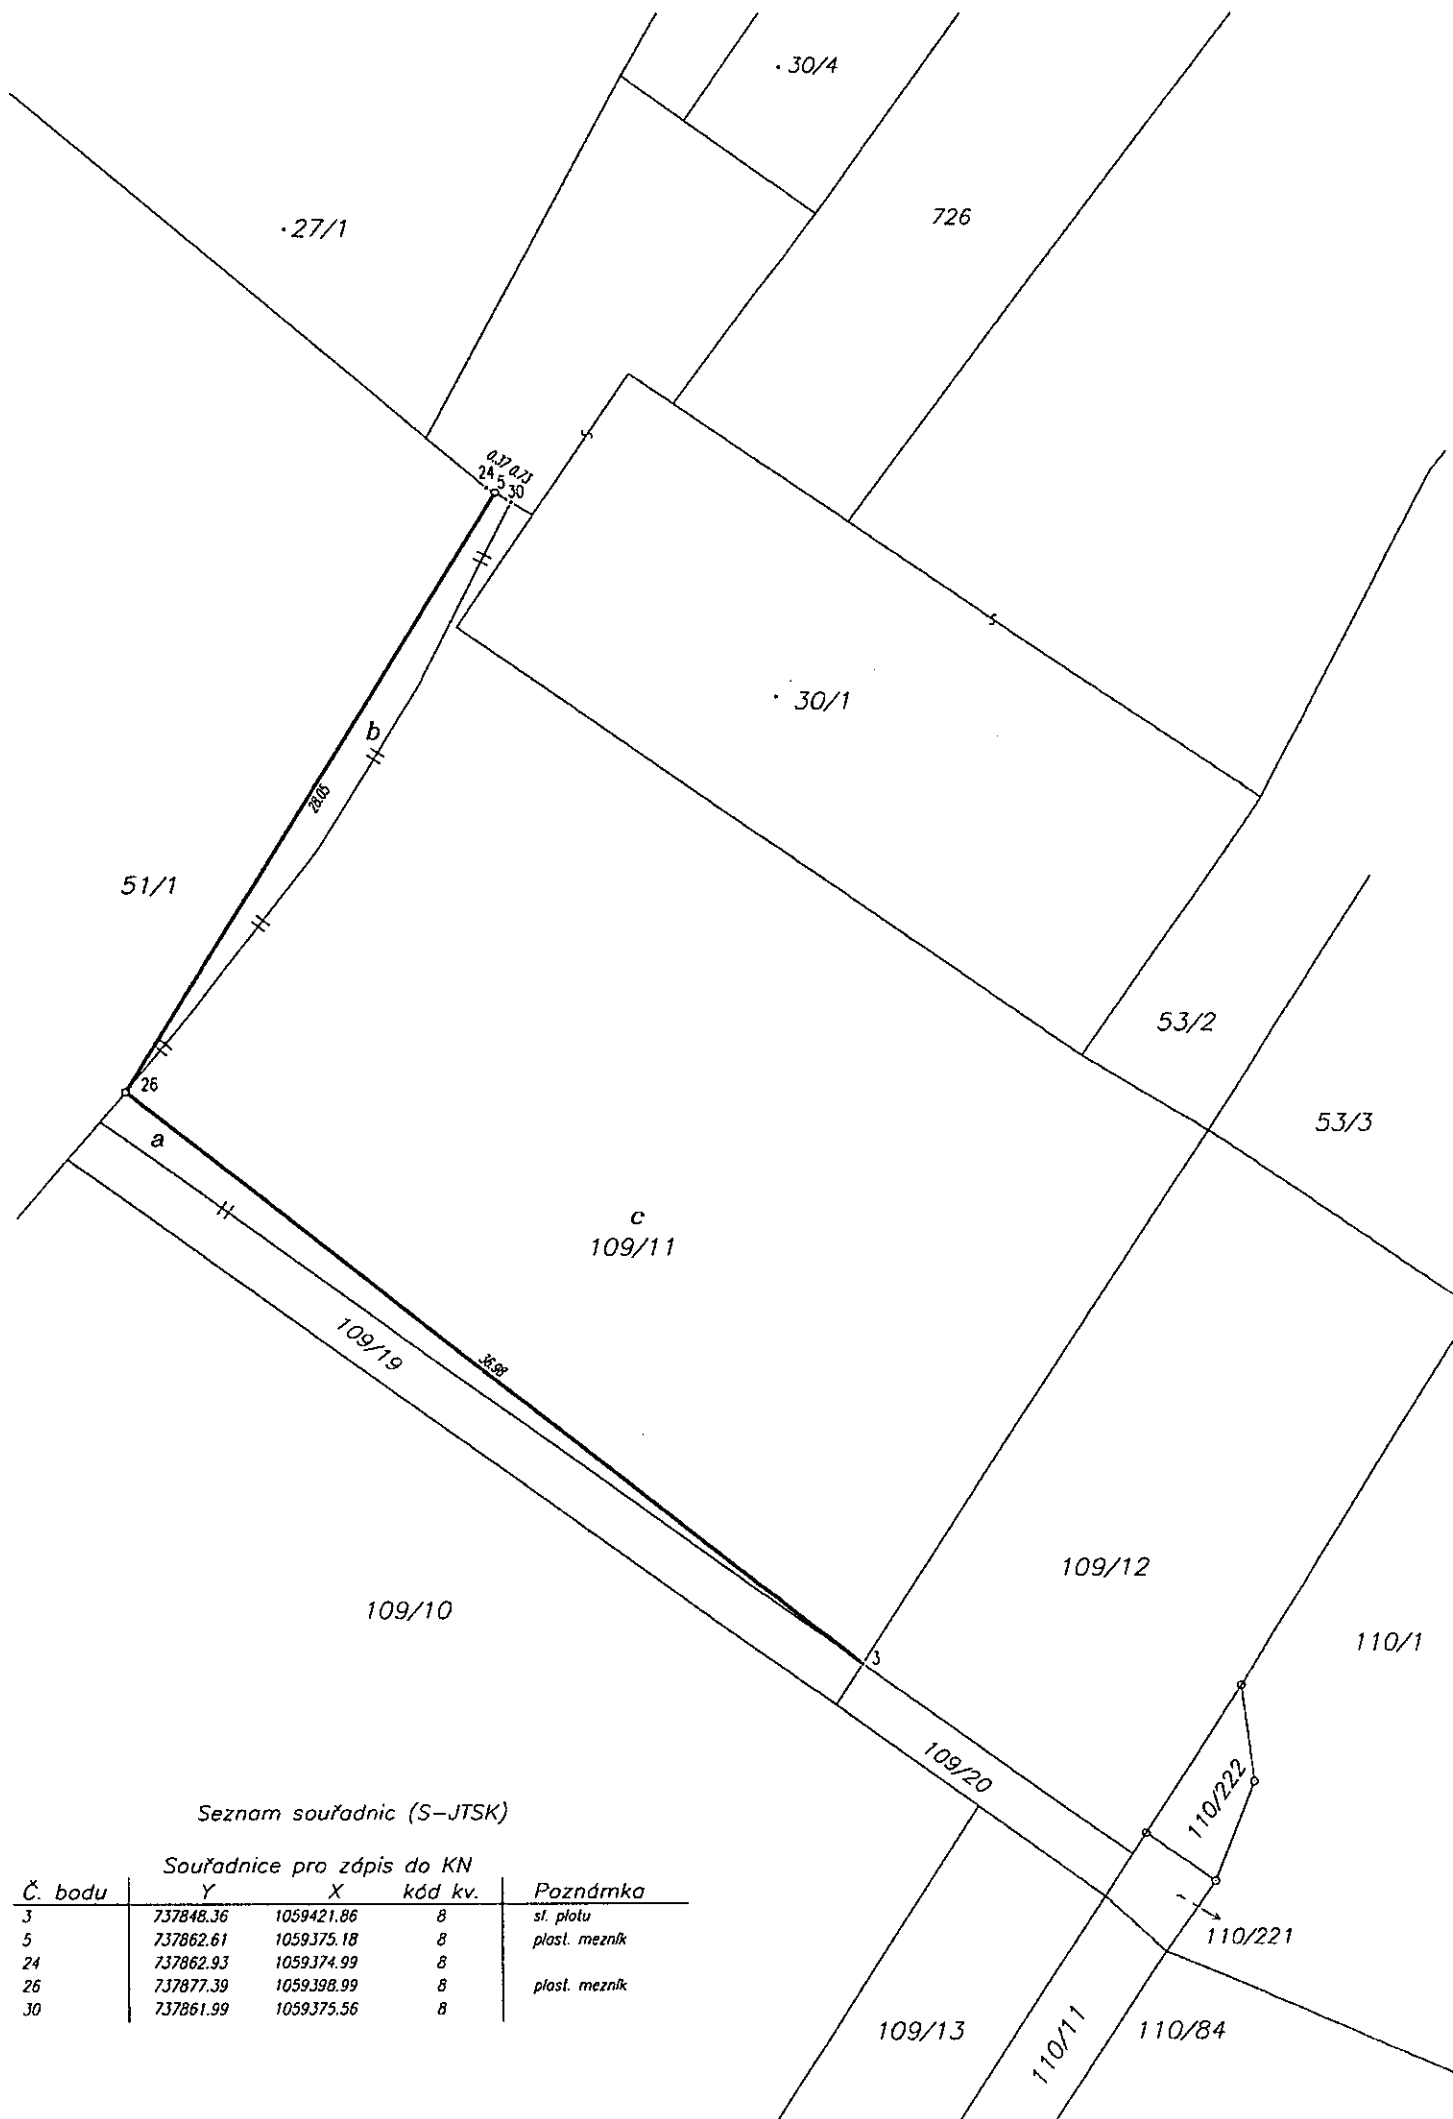 · 30/4
· 27/1
726
0.37 0.73
24 5 30
· 30/1
b
28.05
51/1
53/2
26
53/3
a
c
109/11
109/19
36.98
109/12
109/10
110/1
3
109/20
110/222
110/221
109/13
110/11
110/84
Seznam souřadnic (S-JTSK)
Souřadnice pro zápis do KN
Č. bodu Y X kód kv. Poznámka
3 737848.36 1059421.86 8 sl. plotu
5 737862.61 1059375.18 8 plast. mezník
24 737862.93 1059374.99 8
26 737877.39 1059398.99 8 plast. mezník
30 737861.99 1059375.56 8